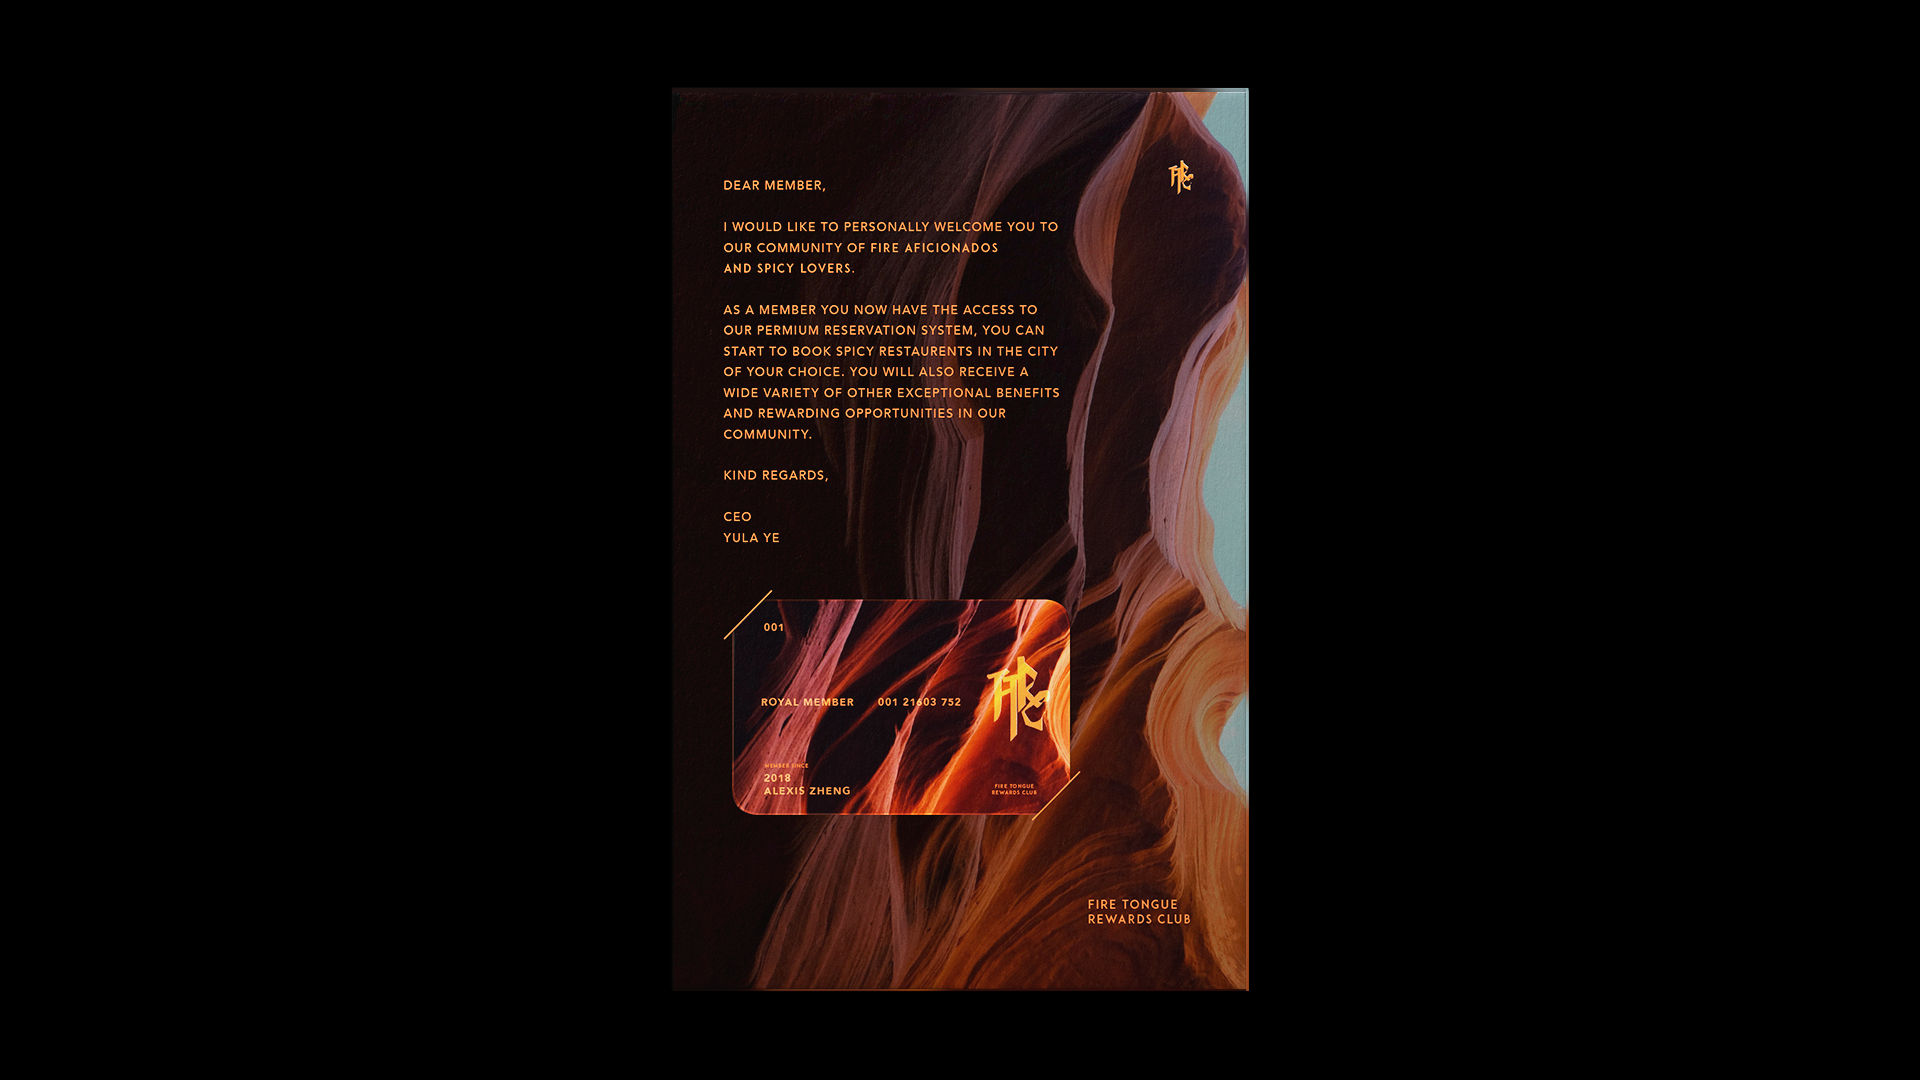 DEAR MEMBER,
I WOULD LIKE TO PERSONALLY WELCOME YOU TO
OUR COMMUNITY OF FIRE AFICIONADOS
AND SPICY LOVERS.
AS A MEMBER YOU NOW HAVE THE ACCESS TO
OUR PERMIUM RESERVATION SYSTEM, YOU CAN
START TO BOOK SPICY RESTAURENTS IN THE CITY
OF YOUR CHOICE. YOU WILL ALSO RECEIVE A
WIDE VARIETY OF OTHER EXCEPTIONAL BENEFITS
AND REWARDING OPPORTUNITIES IN OUR
COMMUNITY.
KIND REGARDS,
CEO
YULA YE
001
ROYAL MEMBER 001 21603 752
MEMBER SINCE
2018
ALEXIS ZHENG
FTRC
FIRE TONGUE
REWARDS CLUB
FIRE TONGUE
REWARDS CLUB